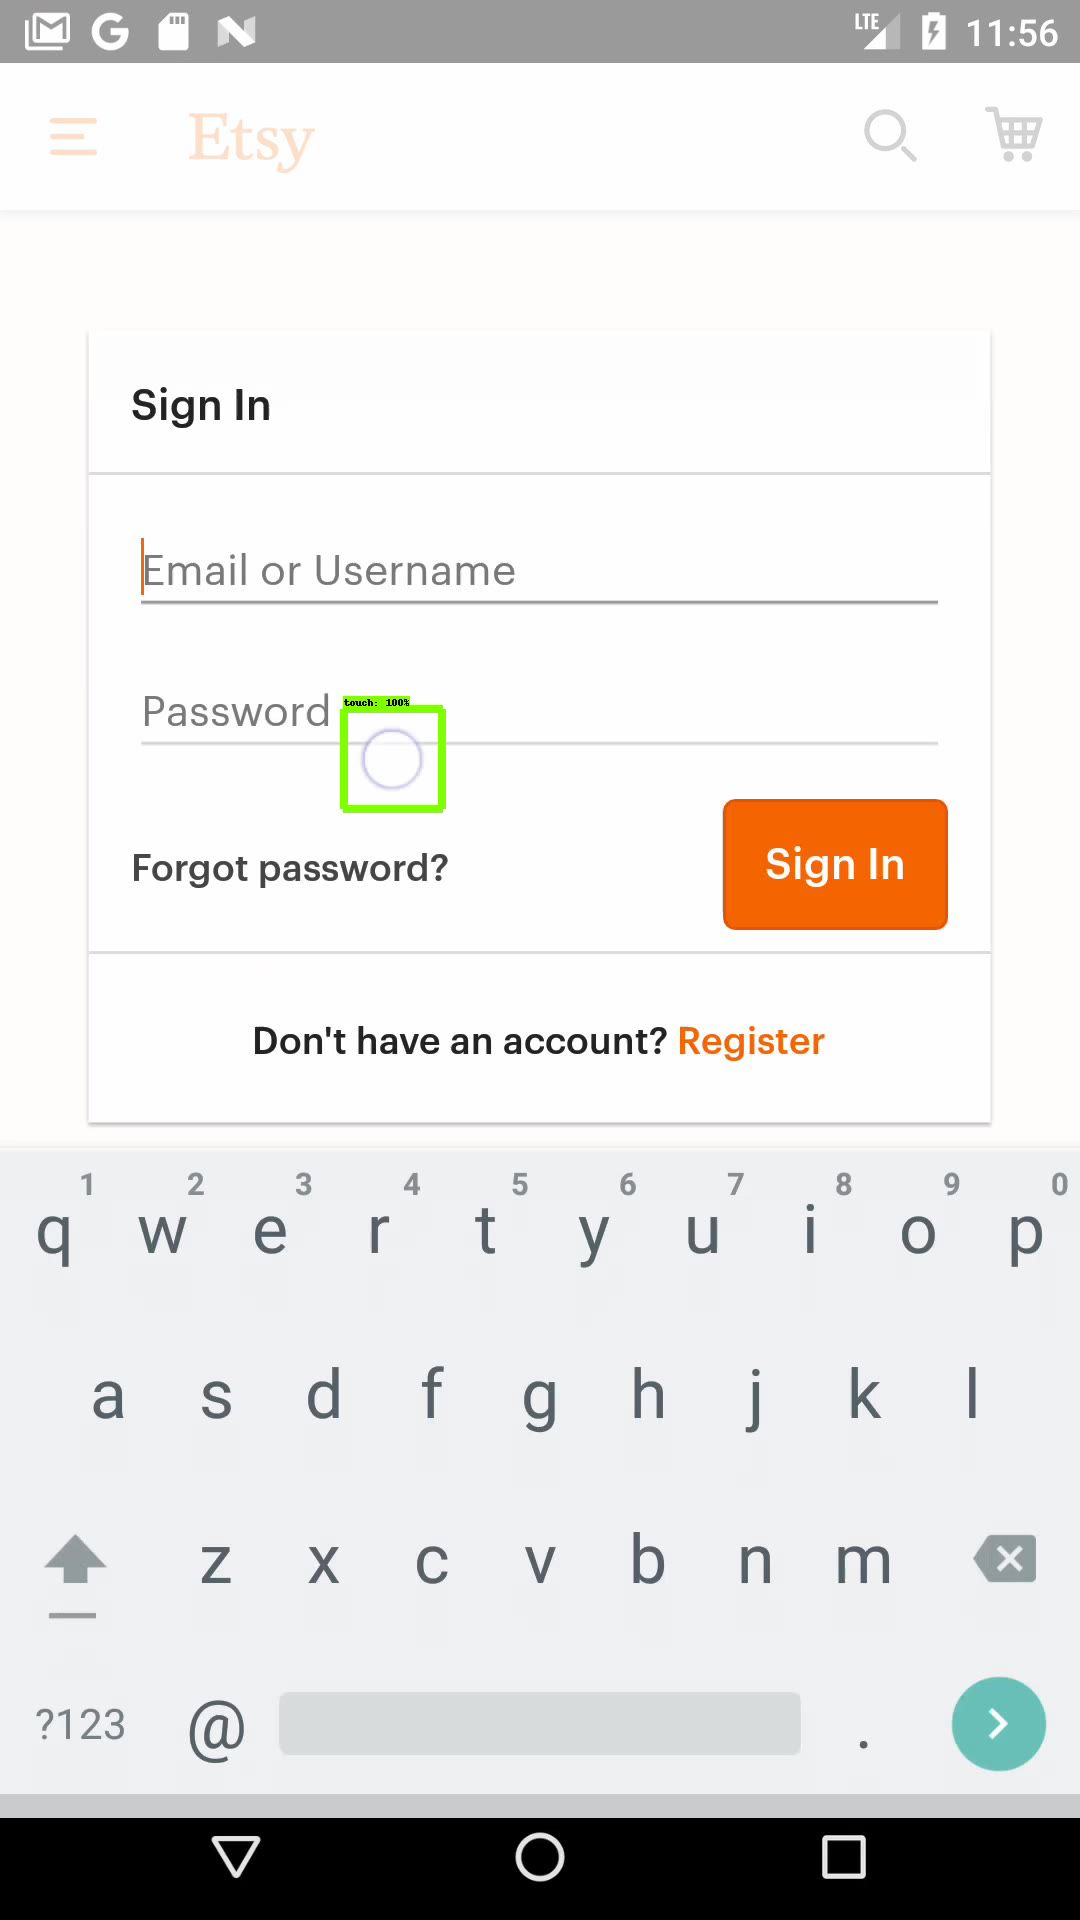 LTE 11:56
Etsy
Sign In
Email or Username
touch: 100%
Password
Forgot password?
Sign In
Don't have an account? Register
1 2 3 4 5 6 7 8 9 0
q w e r t y u i o p
a s d f g h j k l
z x c v b n m
?123 @ .